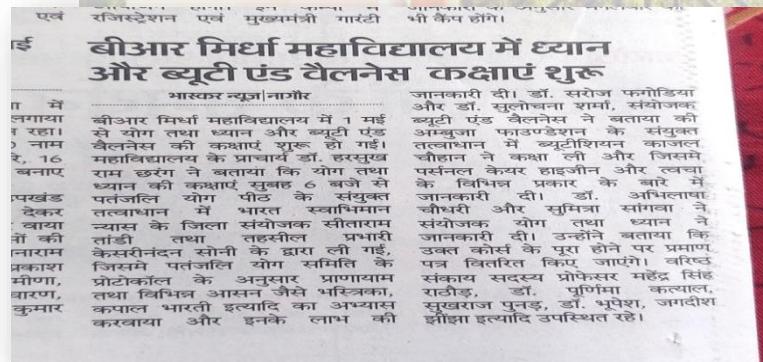 एवं
रजिस्ट्रेशन एवं मुख्यमंत्री गारंटी
भी कैंप होंगे।
बीआर मिर्धा महाविद्यालय में ध्यान
और ब्यूटी एंड वैलनेस कक्षाएं शुरू
भास्कर न्यूज|नागौर
बीआर मिर्धा महाविद्यालय में 1 मई
से योग तथा ध्यान और ब्यूटी एंड
वैलनेस की कक्षाएं शुरू हो गई।
महाविद्यालय के प्राचार्य डॉ. हरसुख
राम छरंग ने बताया कि योग तथा
ध्यान की कक्षाएं सुबह 6 बजे से
पतंजलि योग पीठ के संयुक्त
तत्वाधान में भारत स्वाभिमान
न्यास के जिला संयोजक सीताराम
तांडी तथा तहसील प्रभारी
केसरीनंदन सोनी के द्वारा ली गई,
जिसमे पतंजलि योग समिति के
प्रोटोकॉल के अनुसार प्राणायाम
तथा विभिन्न आसन जैसे भस्त्रिका,
कपाल भारती इत्यादि का अभ्यास
करवाया और इनके लाभ की
जानकारी दी। डॉ. सरोज फगोडिया
और डॉ. सुलोचना शर्मा, संयोजक
ब्यूटी एंड वैलनेस ने बताया की
अम्बुजा फाउण्डेशन के संयुक्त
तत्वाधान में ब्यूटीशियन काजल
चौहान ने कक्षा ली और जिसमे
पर्सनल केयर हाइजीन और त्वचा
के विभिन्न प्रकार के बारे में
जानकारी दी। डॉ. अभिलाषा
चौधरी और सुमित्रा सांगवा ने
संयोजक योग तथा ध्यान ने
जानकारी दी। उन्होंने बताया कि
उक्त कोर्स के पूरा होने पर प्रमाण
पत्र वितरित किए जाएंगे। वरिष्ठ
संकाय सदस्य प्रोफेसर महेंद्र सिंह
राठौड़, डॉ. पूर्णिमा कत्याल,
सुखराज पुनड़, डॉ. भूपेश, जगदीश
झींझा इत्यादि उपस्थित रहे।
में
रहा।
नाम
16
बनाए
देकर
की
कुमार